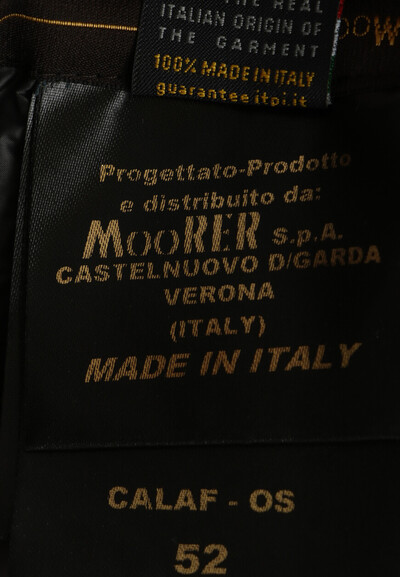 THE REAL
ITALIAN ORIGIN OF
THE GARMENT
100% MADE IN ITALY
guarantee.itpi.it
Progettato-Prodotto
e distribuito da:
MooRER S.p.A.
CASTELNUOVO D/GARDA
VERONA
(ITALY)
MADE IN ITALY
CALAF - OS
52